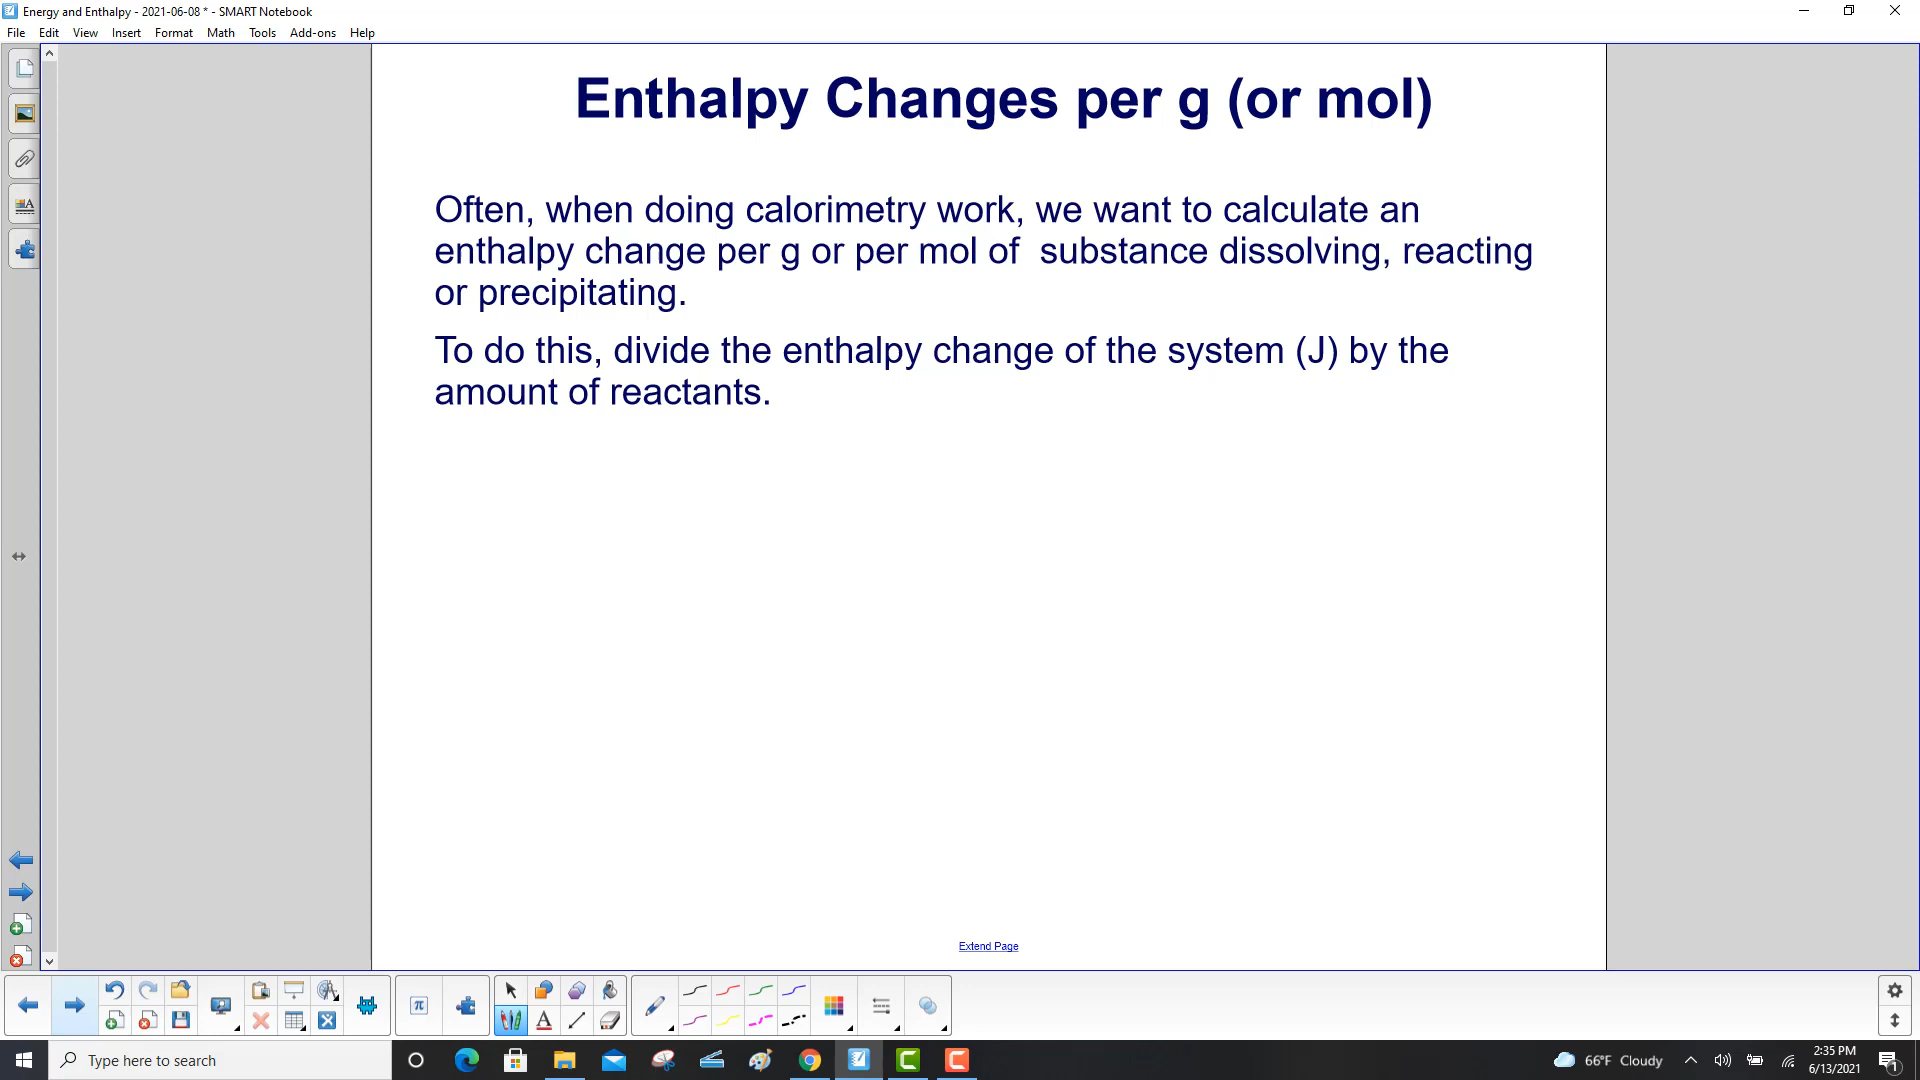 Energy and Enthalpy - 2021-06-08 * - SMART Notebook
File Edit View Insert Format Math Tools Add-ons Help
Enthalpy Changes per g (or mol)
Often, when doing calorimetry work, we want to calculate an
enthalpy change per g or per mol of  substance dissolving, reacting
or precipitating.
To do this, divide the enthalpy change of the system (J) by the
amount of reactants.
Extend Page
Type here to search
66°F Cloudy
2:35 PM
6/13/2021
1